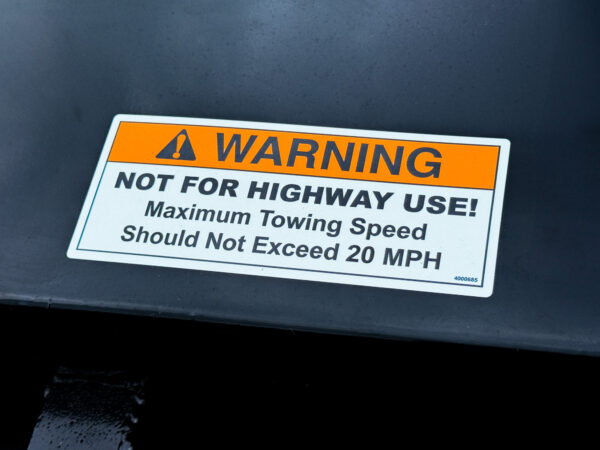 WARNING
NOT FOR HIGHWAY USE!
Maximum Towing Speed
Should Not Exceed 20 MPH
4000685